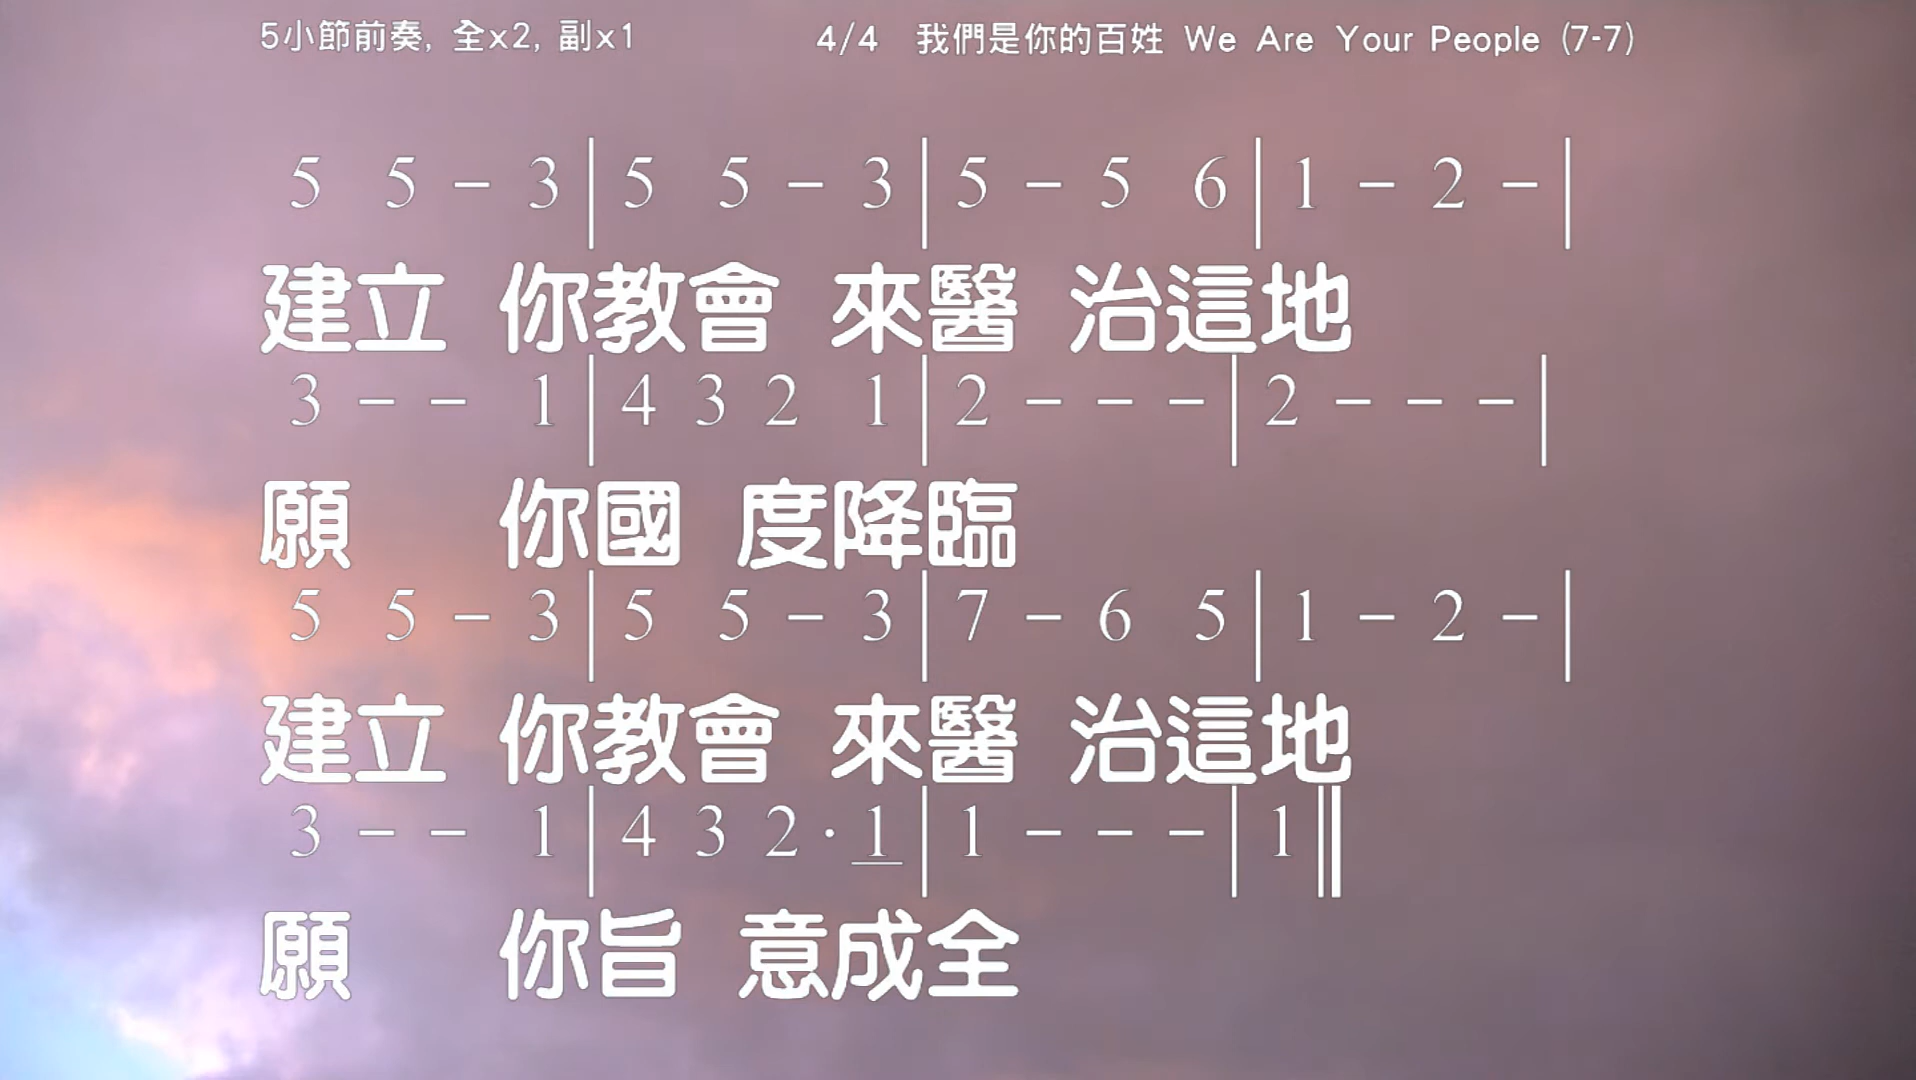 5小節前奏, 全x2, 副x1 4/4 我們是你的百姓 We Are Your People (7-7)
5 5 - 3 | 5 5 - 3 | 5 - 5 6 | 1 - 2 - |
建立 你教會 來醫 治這地
3 - - 1 | 4 3 2 1 | 2 - - - | 2 - - - |
願 你國 度降臨
5 5 - 3 | 5 5 - 3 | 7 - 6 5 | 1 - 2 - |
建立 你教會 來醫 治這地
3 - - 1 | 4 3 2 · 1 | 1 - - - | 1 ‖
願 你旨 意成全